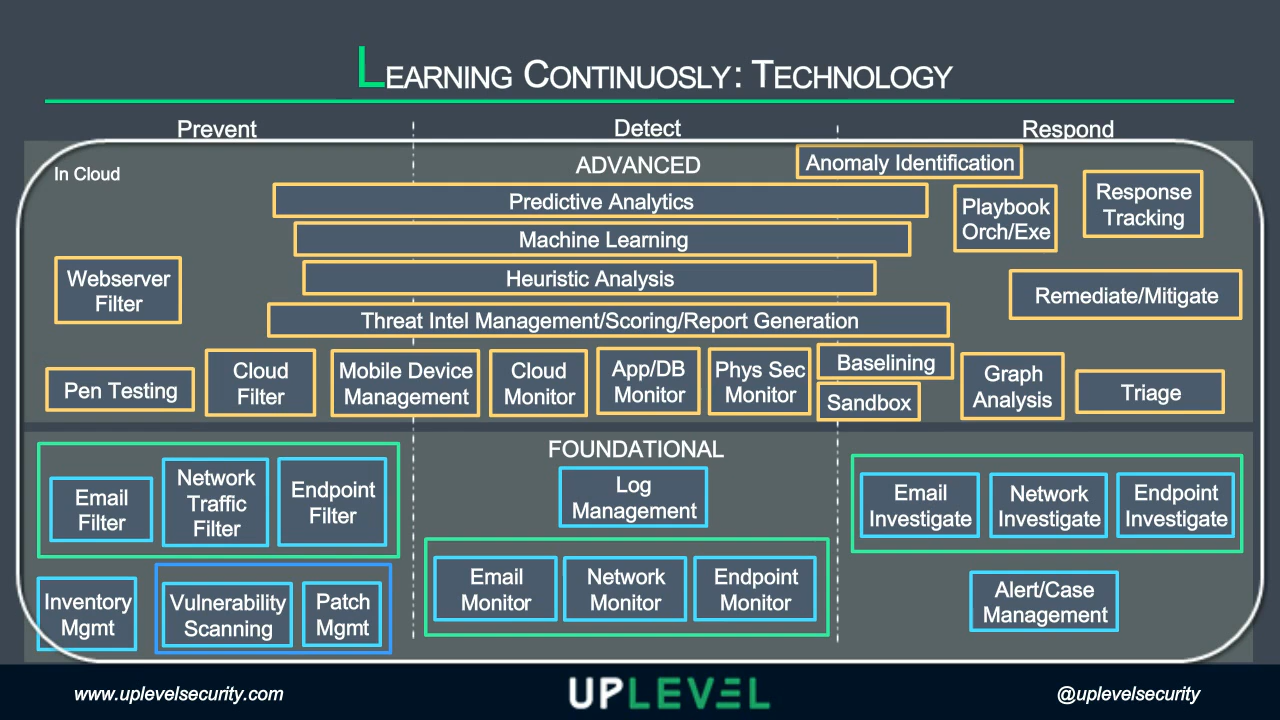 LEARNING CONTINUOSLY: TECHNOLOGY
Prevent
Detect
Respond
In Cloud
ADVANCED
Anomaly Identification
Predictive Analytics
Playbook
Orch/Exe
Response
Tracking
Machine Learning
Webserver
Filter
Heuristic Analysis
Remediate/Mitigate
Threat Intel Management/Scoring/Report Generation
Pen Testing
Cloud
Filter
Mobile Device
Management
Cloud
Monitor
App/DB
Monitor
Phys Sec
Monitor
Baselining
Sandbox
Graph
Analysis
Triage
FOUNDATIONAL
Email
Filter
Network
Traffic
Filter
Endpoint
Filter
Log
Management
Email
Investigate
Network
Investigate
Endpoint
Investigate
Inventory
Mgmt
Vulnerability
Scanning
Patch
Mgmt
Email
Monitor
Network
Monitor
Endpoint
Monitor
Alert/Case
Management
www.uplevelsecurity.com
UPLEVEL
@uplevelsecurity